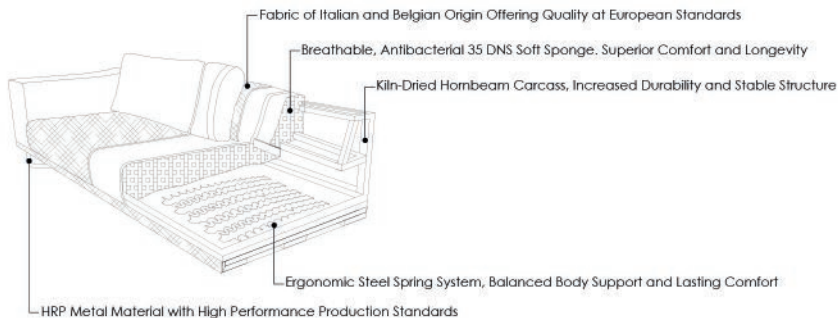 Fabric of Italian and Belgian Origin Offering Quality at European Standards
Breathable, Antibacterial 35 DNS Soft Sponge. Superior Comfort and Longevity
Kiln-Dried Hornbeam Carcass, Increased Durability and Stable Structure
Ergonomic Steel Spring System, Balanced Body Support and Lasting Comfort
HRP Metal Material with High Performance Production Standards